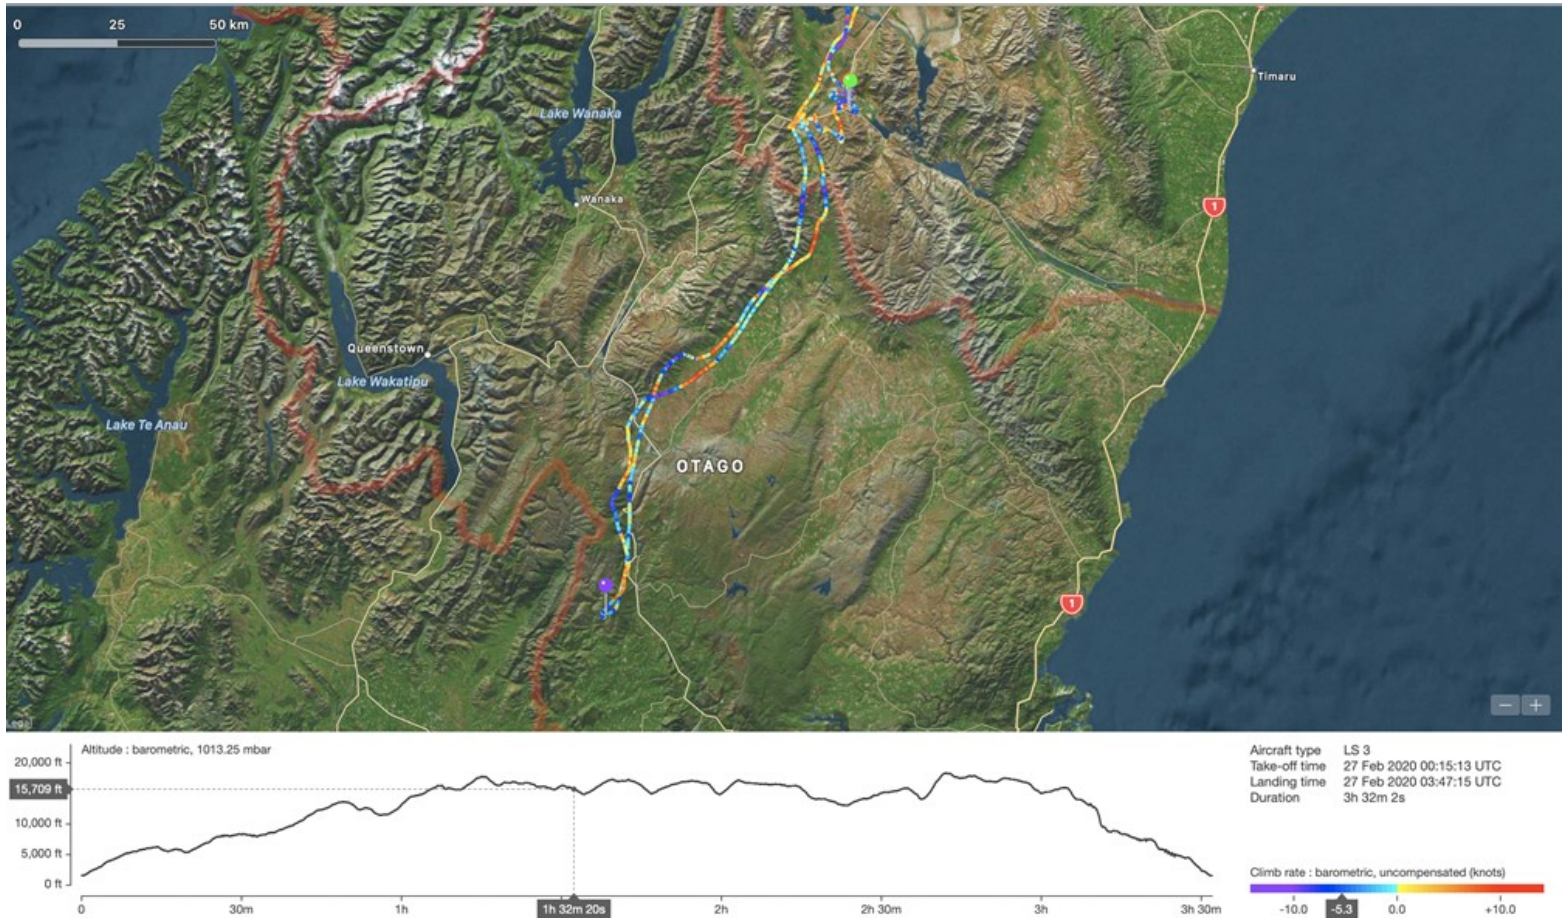 0 25 50 km
Timaru
Lake Wanaka
Wanaka
1
Queenstown
Lake Wakatipu
Lake Te Anau
OTAGO
1
Legal
Altitude : barometric, 1013.25 mbar
20,000 ft
15,709 ft
10,000 ft
5,000 ft
0 ft
0 30m 1h 1h 32m 20s 2h 2h 30m 3h 3h 30m
Aircraft type LS 3
Take-off time 27 Feb 2020 00:15:13 UTC
Landing time 27 Feb 2020 03:47:15 UTC
Duration 3h 32m 2s
Climb rate : barometric, uncompensated (knots)
-10.0 -5.3 0.0 +10.0